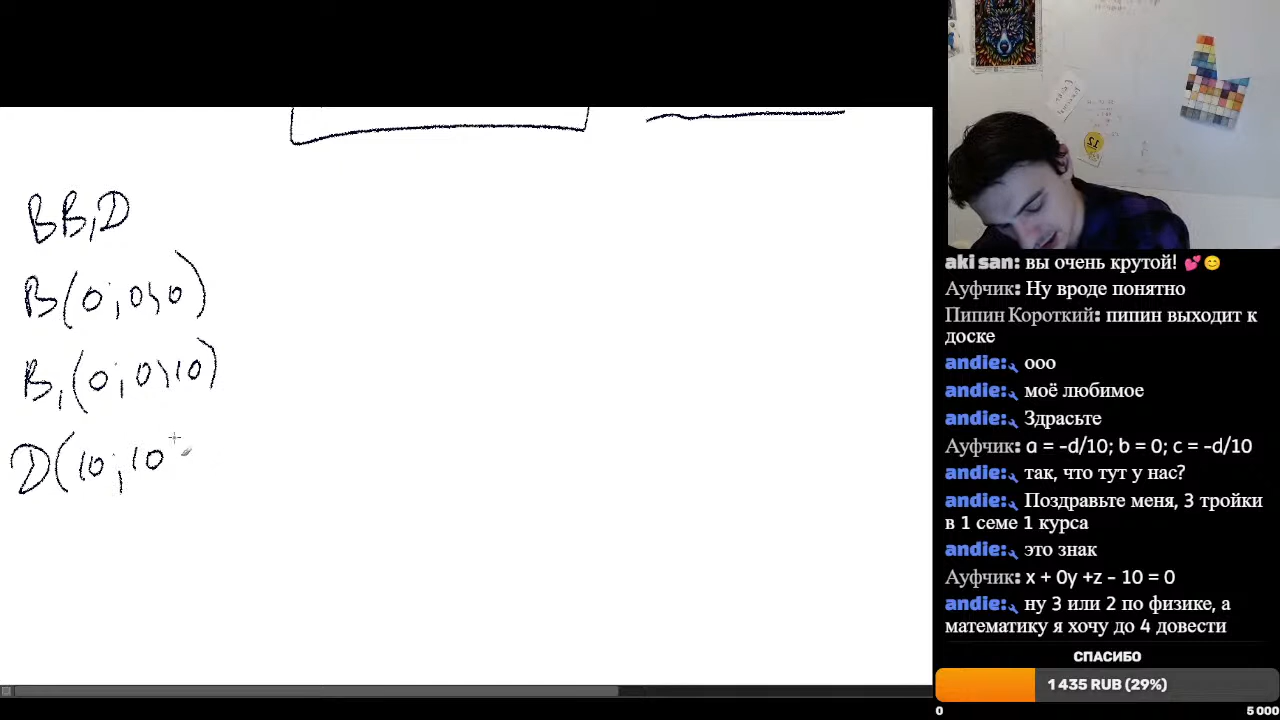 BB₁D
B(0; 0; 0)
B₁(0; 0; 10)
D(10; 10
aki san: вы очень крутой! 💕😊
Ауфчик: Ну вроде понятно
Пипин Короткий: пипин выходит к
доске
andie: ооо
andie: моё любимое
andie: Здрасьте
Ауфчик: a = -d/10; b = 0; c = -d/10
andie: так, что тут у нас?
andie: Поздравьте меня, 3 тройки
в 1 семе 1 курса
andie: это знак
Ауфчик: x + 0y +z - 10 = 0
andie: ну 3 или 2 по физике, а
математику я хочу до 4 довести
СПАСИБО
1 435 RUB (29%)
0 5 000